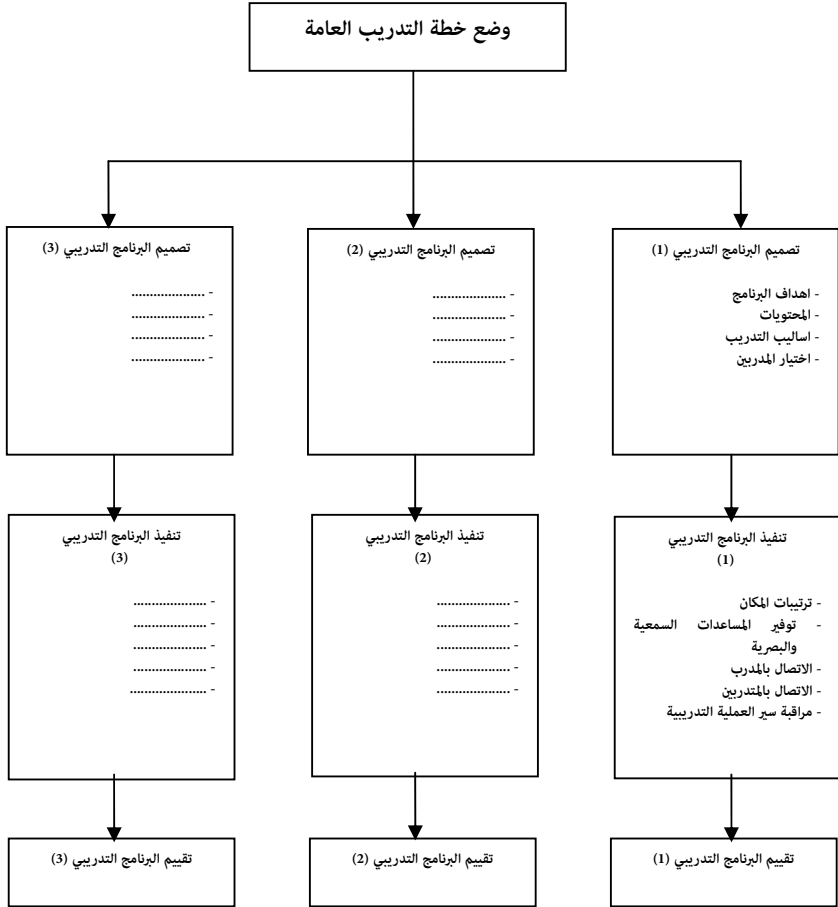 وضع خطة التدريب العامة
تصميم البرنامج التدريبي (1)
- اهداف البرنامج
- المحتويات
- اساليب التدريب
- اختيار المدربين
تصميم البرنامج التدريبي (2)
- ....................
- ....................
- ....................
- ....................
تصميم البرنامج التدريبي (3)
- ....................
- ....................
- ....................
- ....................
تنفيذ البرنامج التدريبي
(1)
- ترتيبات المكان
- توفير المساعدات السمعية
والبصرية
- الاتصال بالمدرب
- الاتصال بالمتدربين
- مراقبة سير العملية التدريبية
تنفيذ البرنامج التدريبي
(2)
- ....................
- ....................
- ....................
- ....................
- ....................
تنفيذ البرنامج التدريبي
(3)
- ....................
- ....................
- ....................
- ....................
- .....................
تقييم البرنامج التدريبي (1)
تقييم البرنامج التدريبي (2)
تقييم البرنامج التدريبي (3)